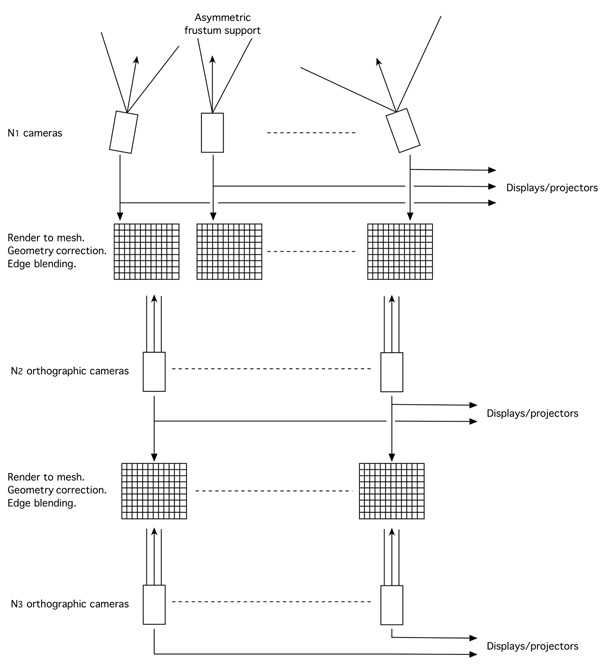 Asymmetric
frustum support
N1 cameras
Displays/projectors
Render to mesh.
Geometry correction.
Edge blending.
N2 orthographic cameras
Displays/projectors
Render to mesh.
Geometry correction.
Edge blending.
N3 orthographic cameras
Displays/projectors